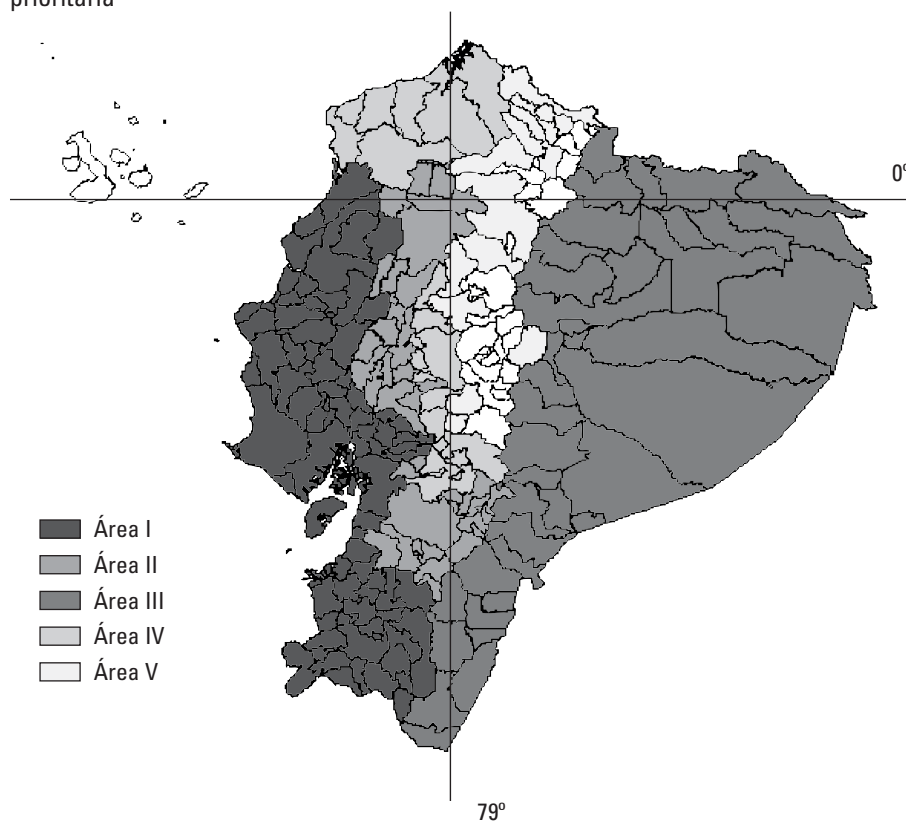 prioritaria
0º
Área I
Área II
Área III
Área IV
Área V
79º